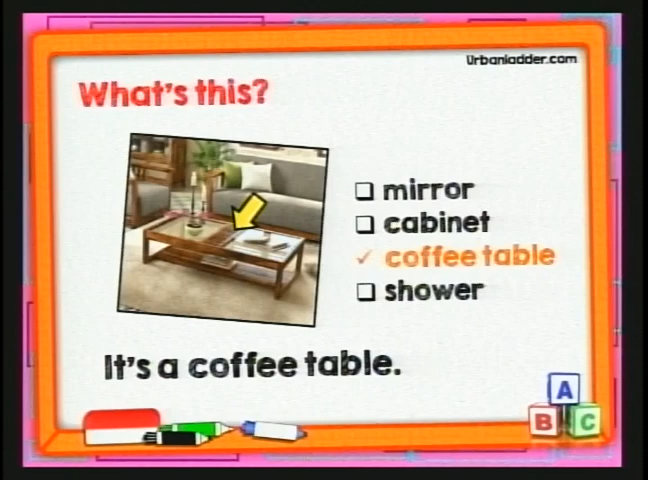 Urbanladder.com
What's this?
mirror
cabinet
coffee table
shower
It's a coffee table.
A
B C